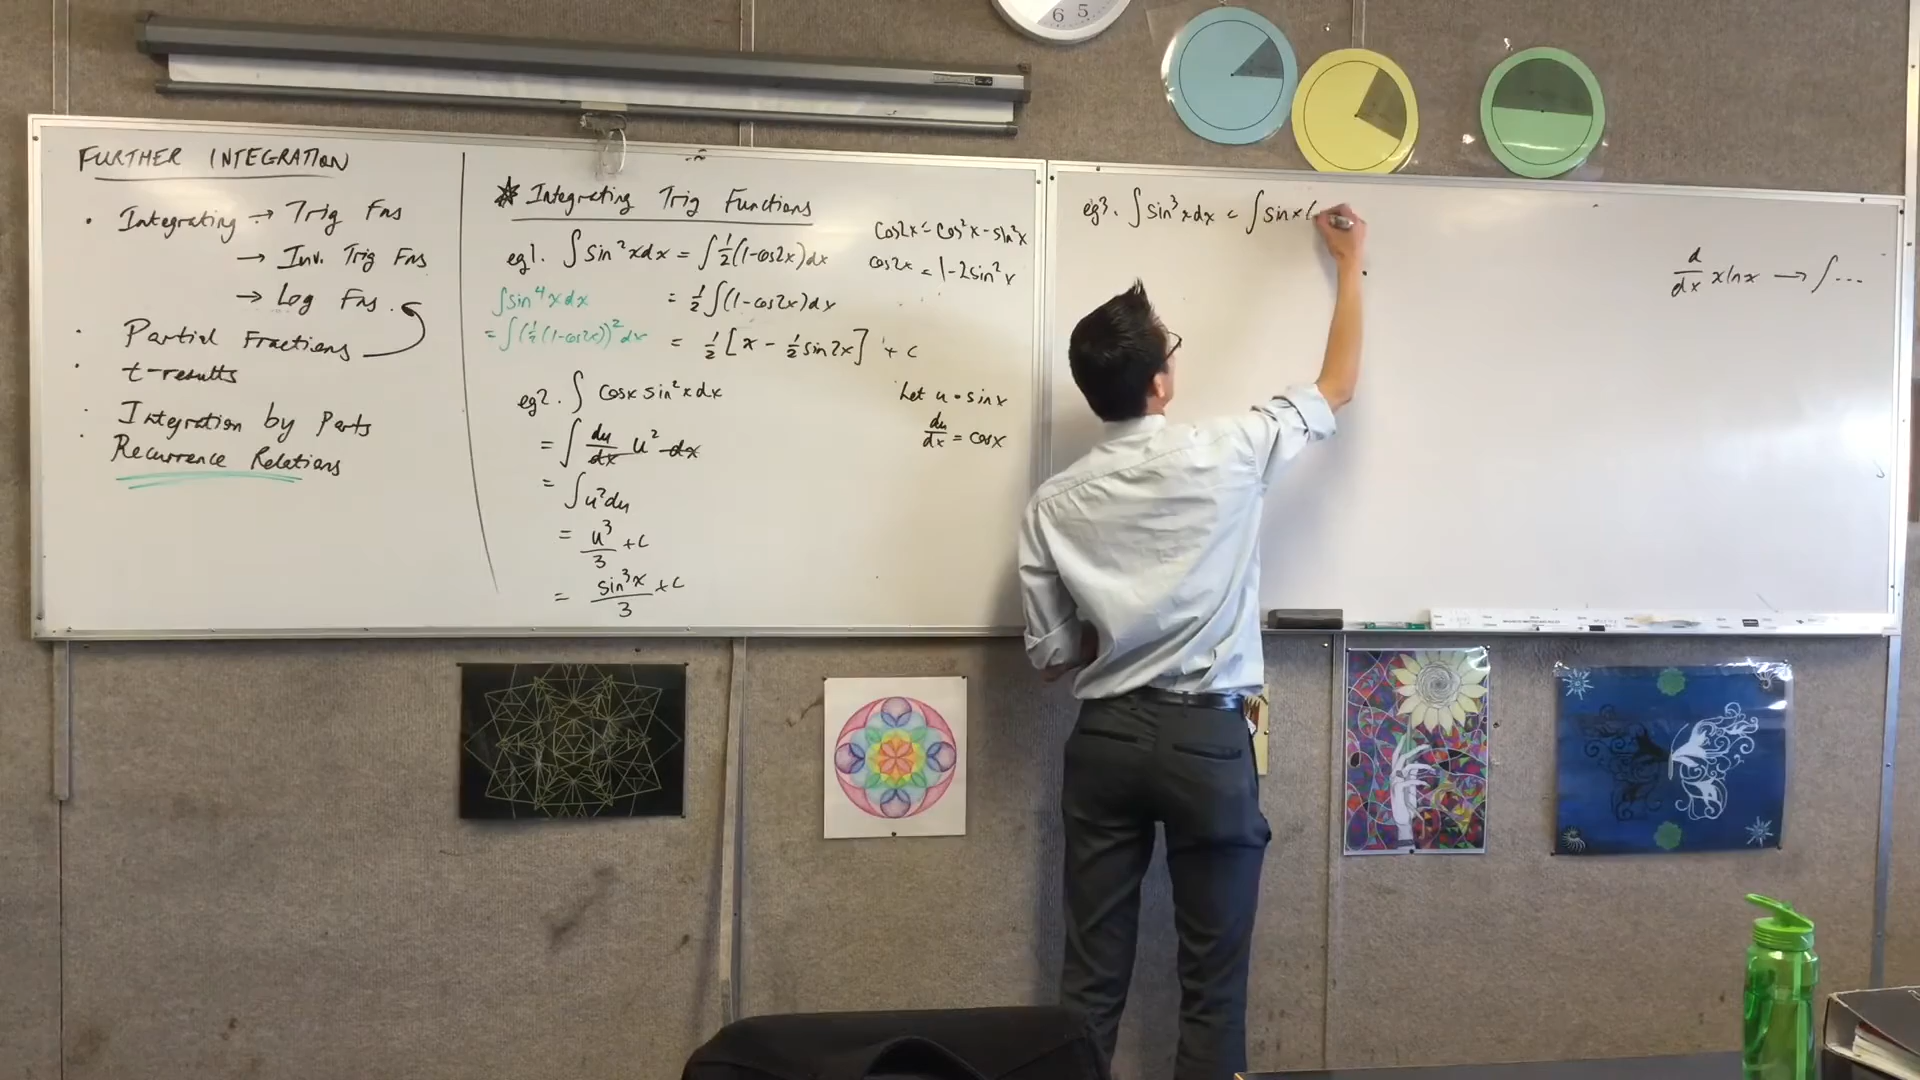 6 5
FURTHER INTEGRATION
• Integrating → Trig Fns
→ Inv. Trig Fns
→ Log Fns.
• Partial Fractions
• t-results
• Integration by Parts
• Recurrence Relations
★ Integrating Trig Functions
eg1. ∫ sin²x dx = ∫ ½(1-cos2x) dx
= ½ ∫ (1-cos2x) dx
= ½ [x - ½ sin2x] + c
∫ sin⁴x dx
= ∫ (½(1-cos2x))² dx
cos2x = cos²x - sin²x
cos2x = 1-2sin²x
eg2. ∫ cosx sin²x dx
= ∫ du/dx u² dx
= ∫ u² du
= u³/3 + c
= sin³x/3 + c
Let u = sinx
du/dx = cosx
eg3. ∫ sin³x dx = ∫ sinx (
d/dx xlnx → ∫ ...